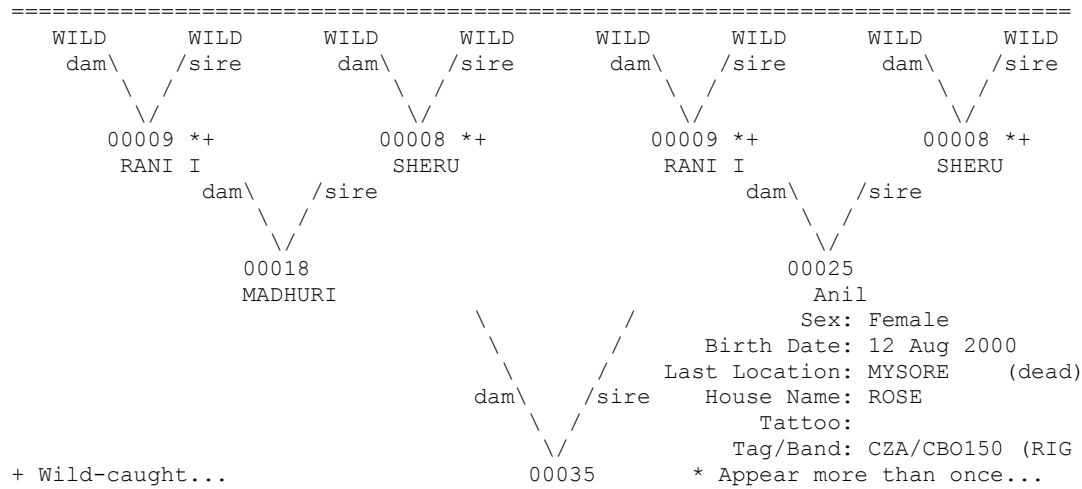 ==============================================================================
WILD WILD WILD WILD WILD WILD WILD WILD
dam\ /sire dam\ /sire dam\ /sire dam\ /sire
\ / \ / \ / \ /
\/ \/ \/ \/
00009 *+ 00008 *+ 00009 *+ 00008 *+
RANI I SHERU RANI I SHERU
dam\ /sire dam\ /sire
\ / \ /
\/ \/
00018 00025
MADHURI Anil
\ / Sex: Female
\ / Birth Date: 12 Aug 2000
\ / Last Location: MYSORE (dead)
dam\ /sire House Name: ROSE
\ / Tattoo:
\/ Tag/Band: CZA/CBO150 (RIG
+ Wild-caught... 00035 * Appear more than once...